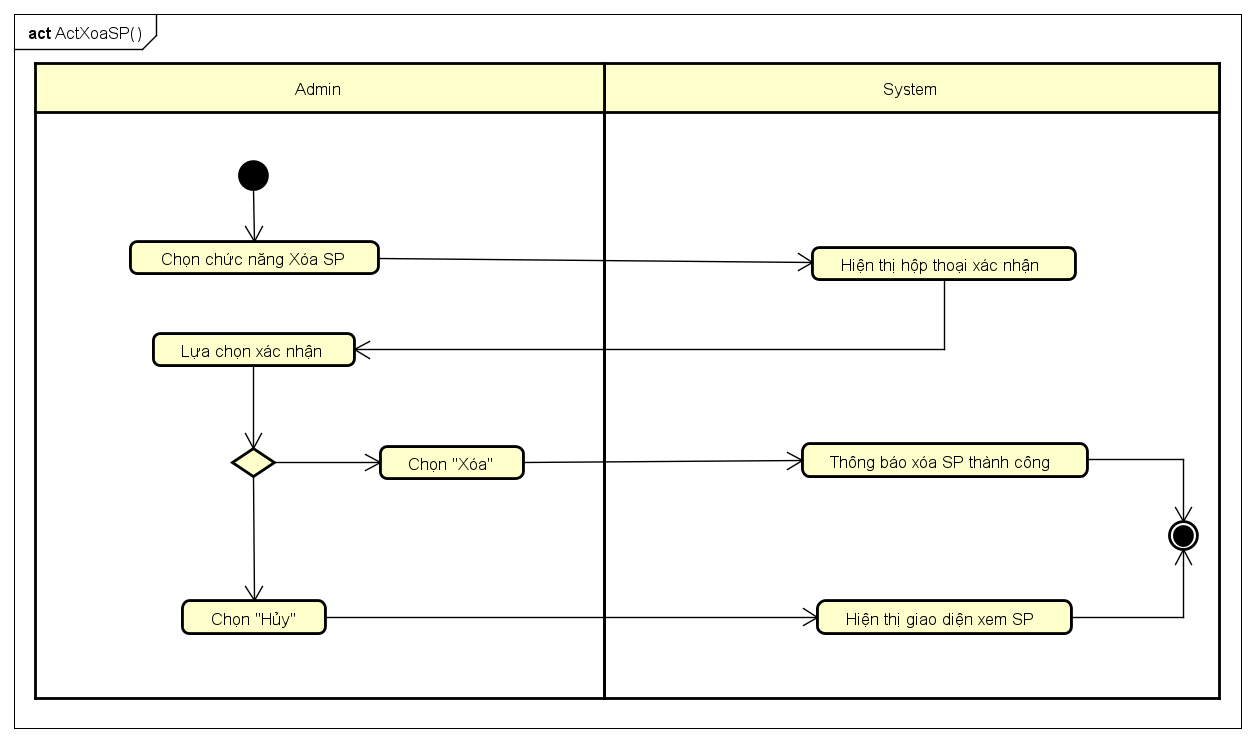 act ActXoaSP()
Admin
System
Chọn chức năng Xóa SP
Hiện thị hộp thoại xác nhận
Lựa chọn xác nhận
Chọn "Xóa"
Thông báo xóa SP thành công
Chọn "Hủy"
Hiện thị giao diện xem SP